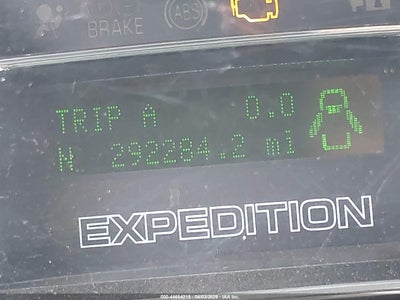 BRAKE
ABS
TRIP A 0.0
N 292284.2 mi
EXPEDITION